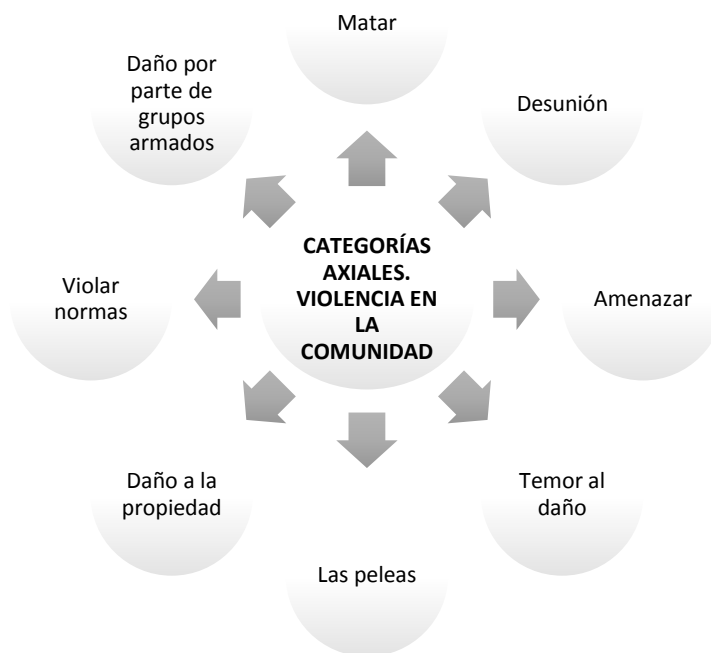 Matar
Desunión
Amenazar
Temor al
daño
Las peleas
Daño a la
propiedad
Violar
normas
Daño por
parte de
grupos
armados
CATEGORÍAS
AXIALES.
VIOLENCIA EN
LA
COMUNIDAD